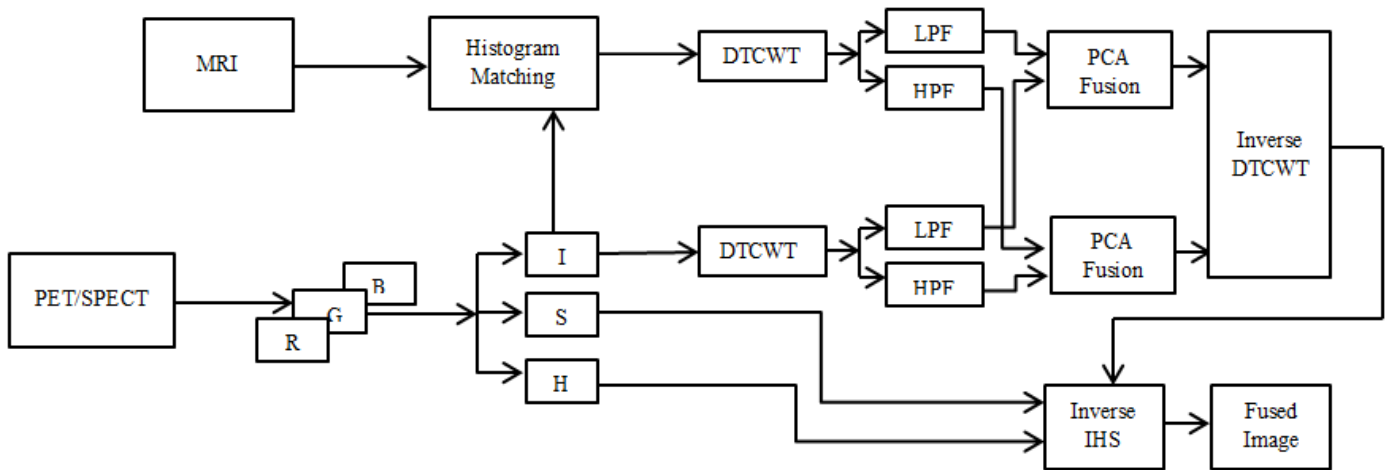 MRI
Histogram
Matching
DTCWT
LPF
HPF
PCA
Fusion
Inverse
DTCWT
PET/SPECT
B
G
R
I
S
H
DTCWT
LPF
HPF
PCA
Fusion
Inverse
IHS
Fused
Image